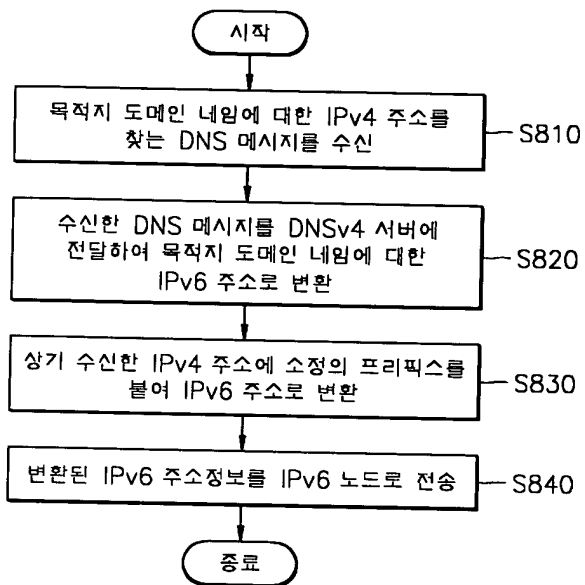 시작
목적지 도메인 네임에 대한 IPv4 주소를
찾는 DNS 메시지를 수신
S810
수신한 DNS 메시지를 DNSv4 서버에
전달하여 목적지 도메인 네임에 대한
IPv6 주소로 변환
S820
상기 수신한 IPv4 주소에 소정의 프리픽스를
붙여 IPv6 주소로 변환
S830
변환된 IPv6 주소정보를 IPv6 노드로 전송
S840
종료